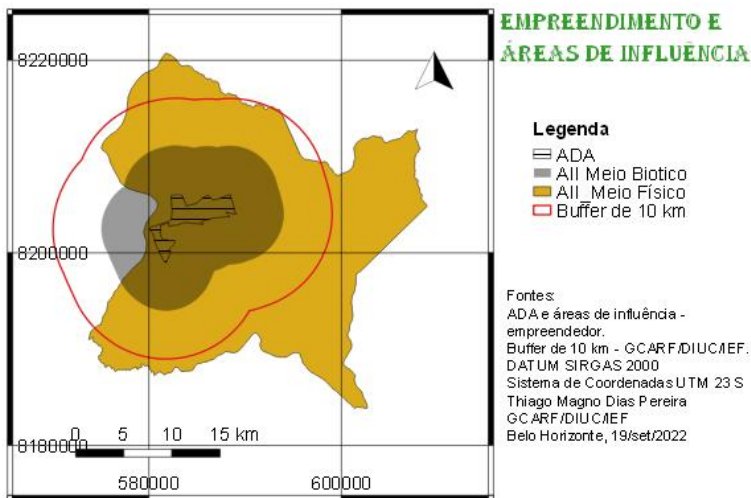 EMPREENDIMENTO E
ÁREAS DE INFLUÊNCIA
8220000
8200000
8180000
580000
600000
0 5 10 15 km
Legenda
ADA
AII Meio Biotico
AII_Meio Físico
Buffer de 10 km
Fontes:
ADA e áreas de influência -
empreendedor.
Buffer de 10 km - GCARF/DIUC/IEF.
DATUM SIRGAS 2000
Sistema de Coordenadas UTM 23 S
Thiago Magno Dias Pereira
GCARF/DIUC/IEF
Belo Horizonte, 19/set/2022